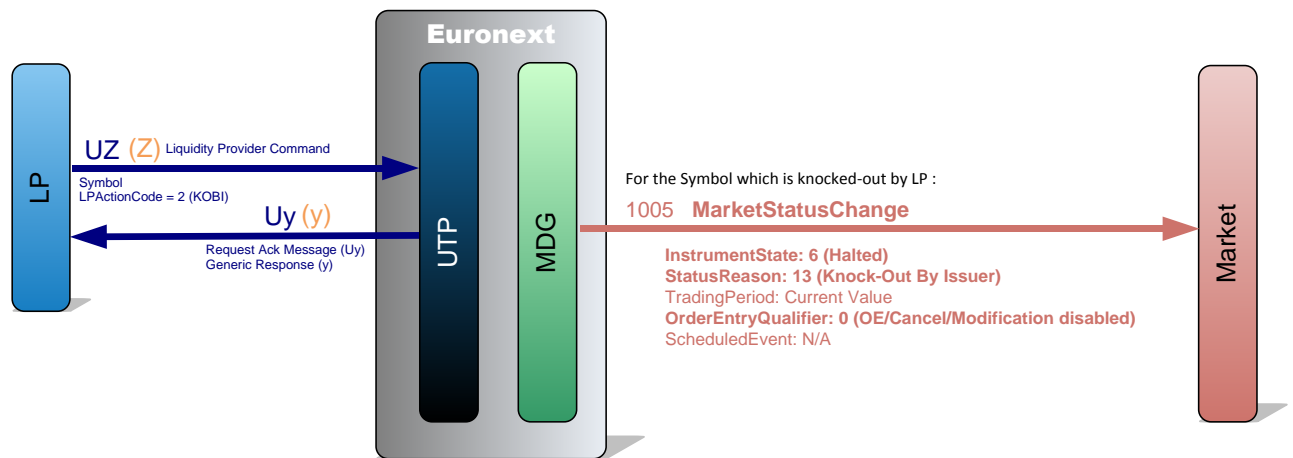 Euronext
LP
UZ (Z) Liquidity Provider Command
Symbol
LPActionCode = 2 (KOBI)
Uy (y)
Request Ack Message (Uy)
Generic Response (y)
UTP
MDG
For the Symbol which is knocked-out by LP :
1005 MarketStatusChange
InstrumentState: 6 (Halted)
StatusReason: 13 (Knock-Out By Issuer)
TradingPeriod: Current Value
OrderEntryQualifier: 0 (OE/Cancel/Modification disabled)
ScheduledEvent: N/A
Market